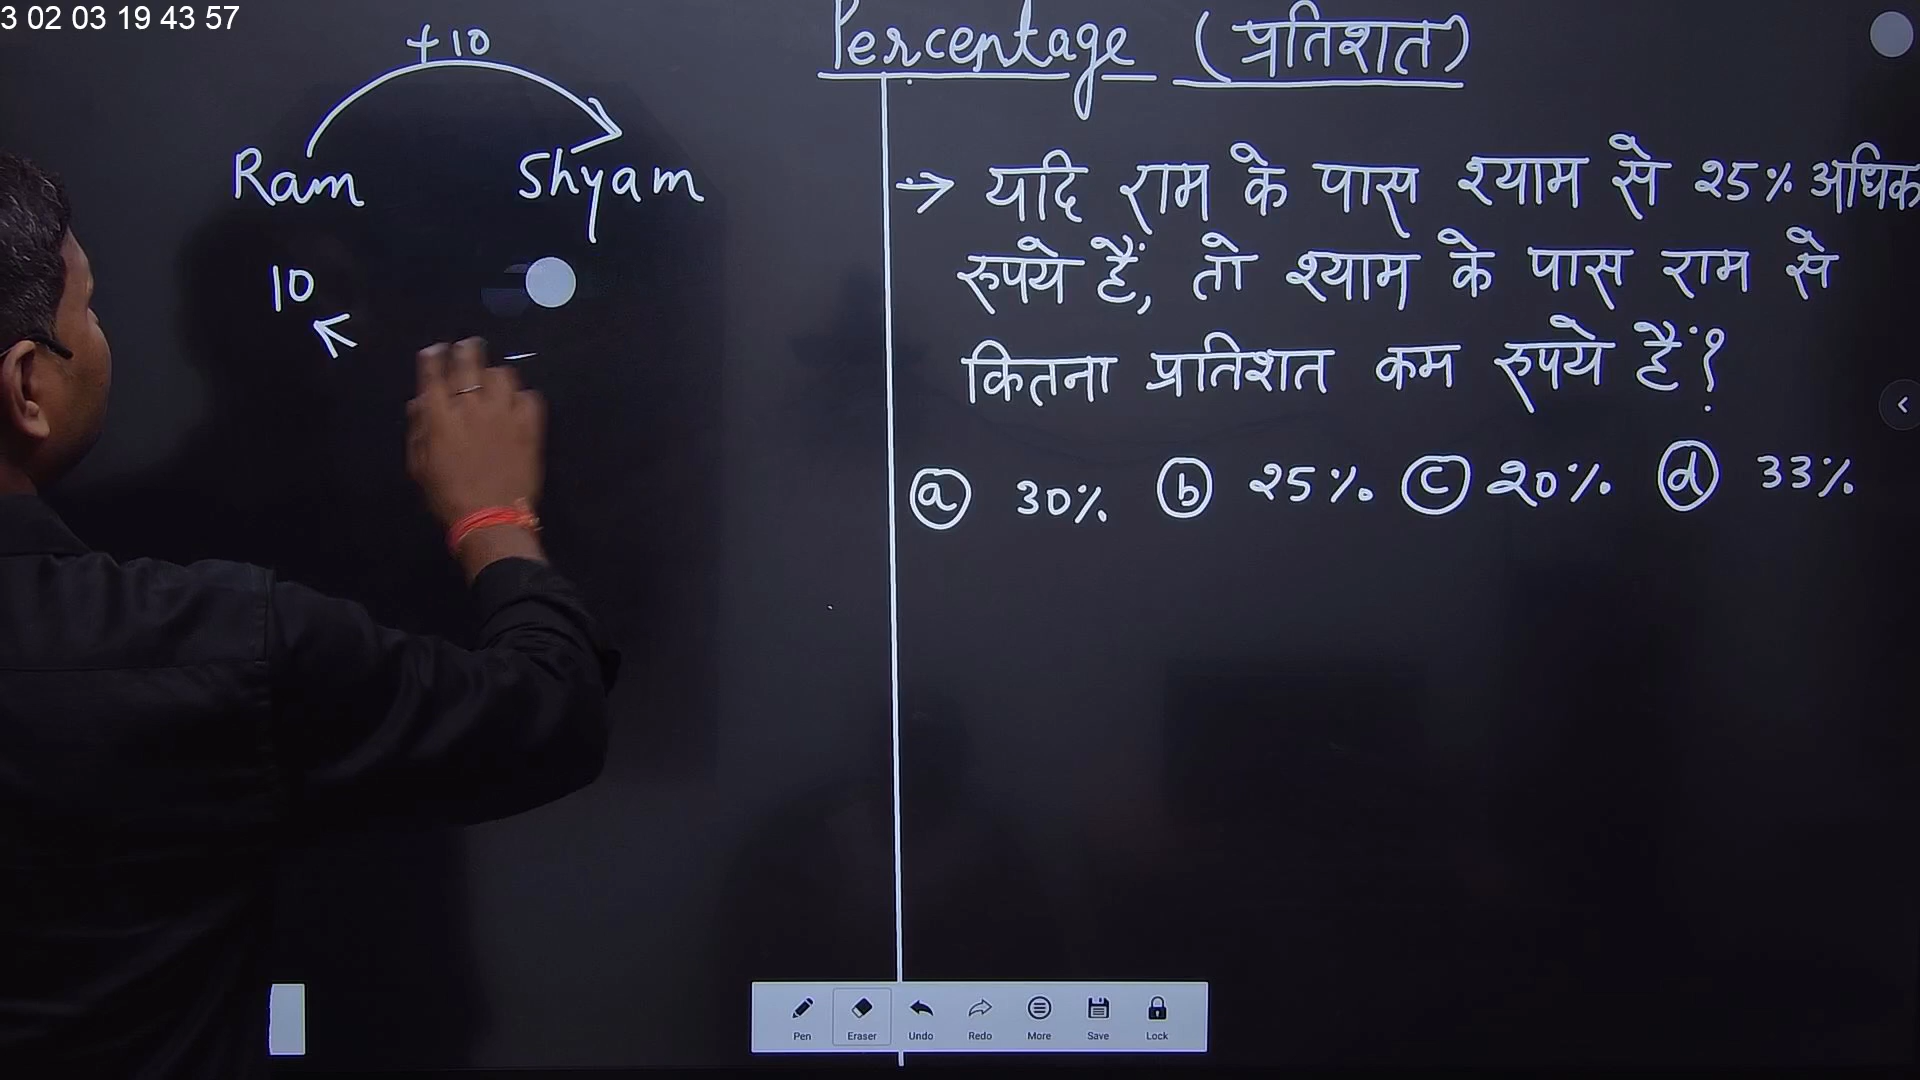 3 02 03 19 43 57
+10
Ram Shyam
10
Percentage (प्रतिशत)
→ यदि राम के पास श्याम से 25% अधिक
रुपये हैं, तो श्याम के पास राम से
कितना प्रतिशत कम रुपये हैं?
(a) 30% (b) 25% (c) 20% (d) 33%
Pen Eraser Undo Redo More Save Lock